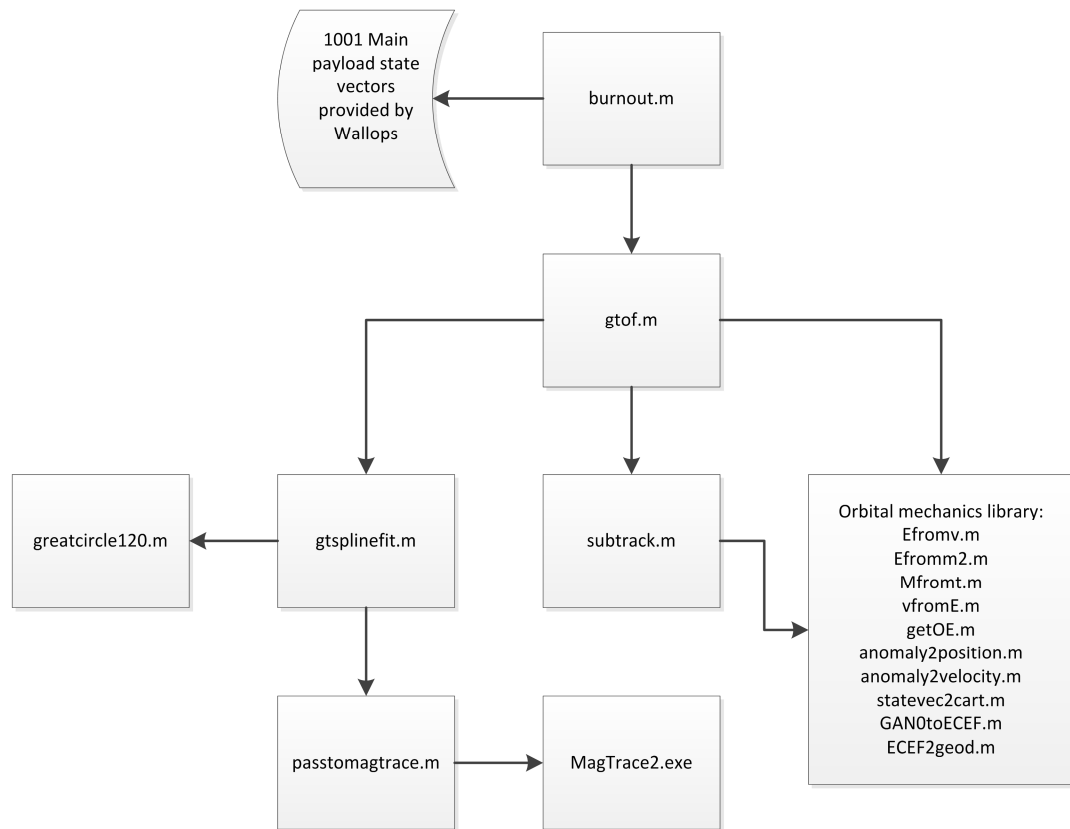 1001 Main
payload state
vectors
provided by
Wallops
burnout.m
gtof.m
greatcircle120.m
gtsplinefit.m
subtrack.m
Orbital mechanics library:
Efromv.m
Efromm2.m
Mfromt.m
vfromE.m
getOE.m
anomaly2position.m
anomaly2velocity.m
statevec2cart.m
GAN0toECEF.m
ECEF2geod.m
passtomagtrace.m
MagTrace2.exe